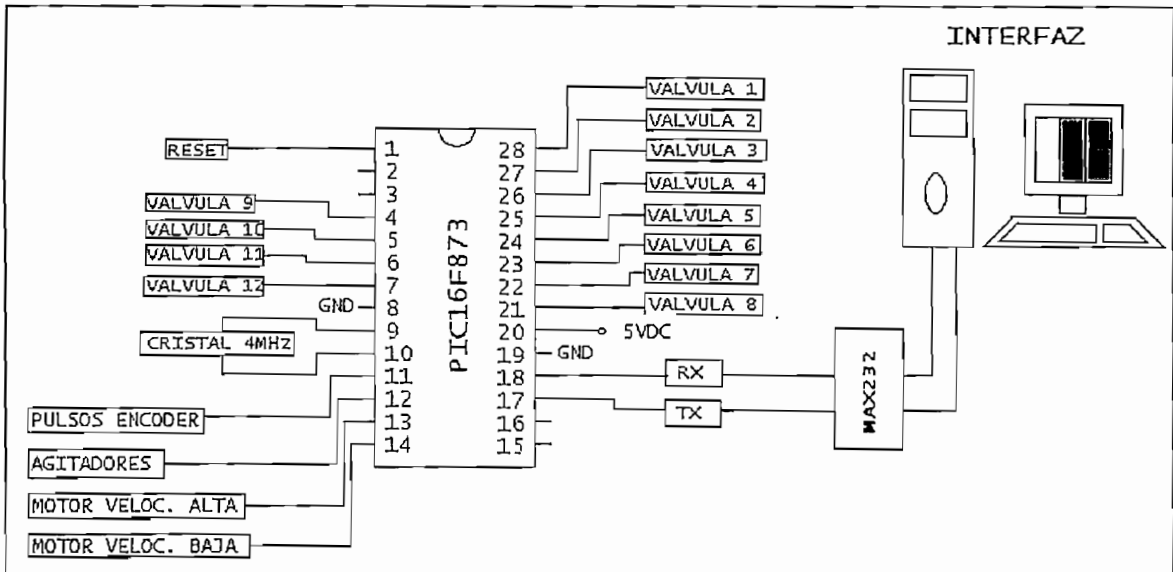 INTERFAZ
VALVULA 1
VALVULA 2
VALVULA 3
VALVULA 4
VALVULA 5
VALVULA 6
VALVULA 7
VALVULA 8
RESET
VALVULA 9
VALVULA 10
VALVULA 11
VALVULA 12
GND
CRISTAL 4MHz
PULSOS ENCODER
AGITADORES
MOTOR VELOC. ALTA
MOTOR VELOC. BAJA
1
2
3
4
5
6
7
8
9
10
11
12
13
14
PIC16F873
28
27
26
25
24
23
22
21
20
19
18
17
16
15
5VDC
GND
RX
TX
MAX232